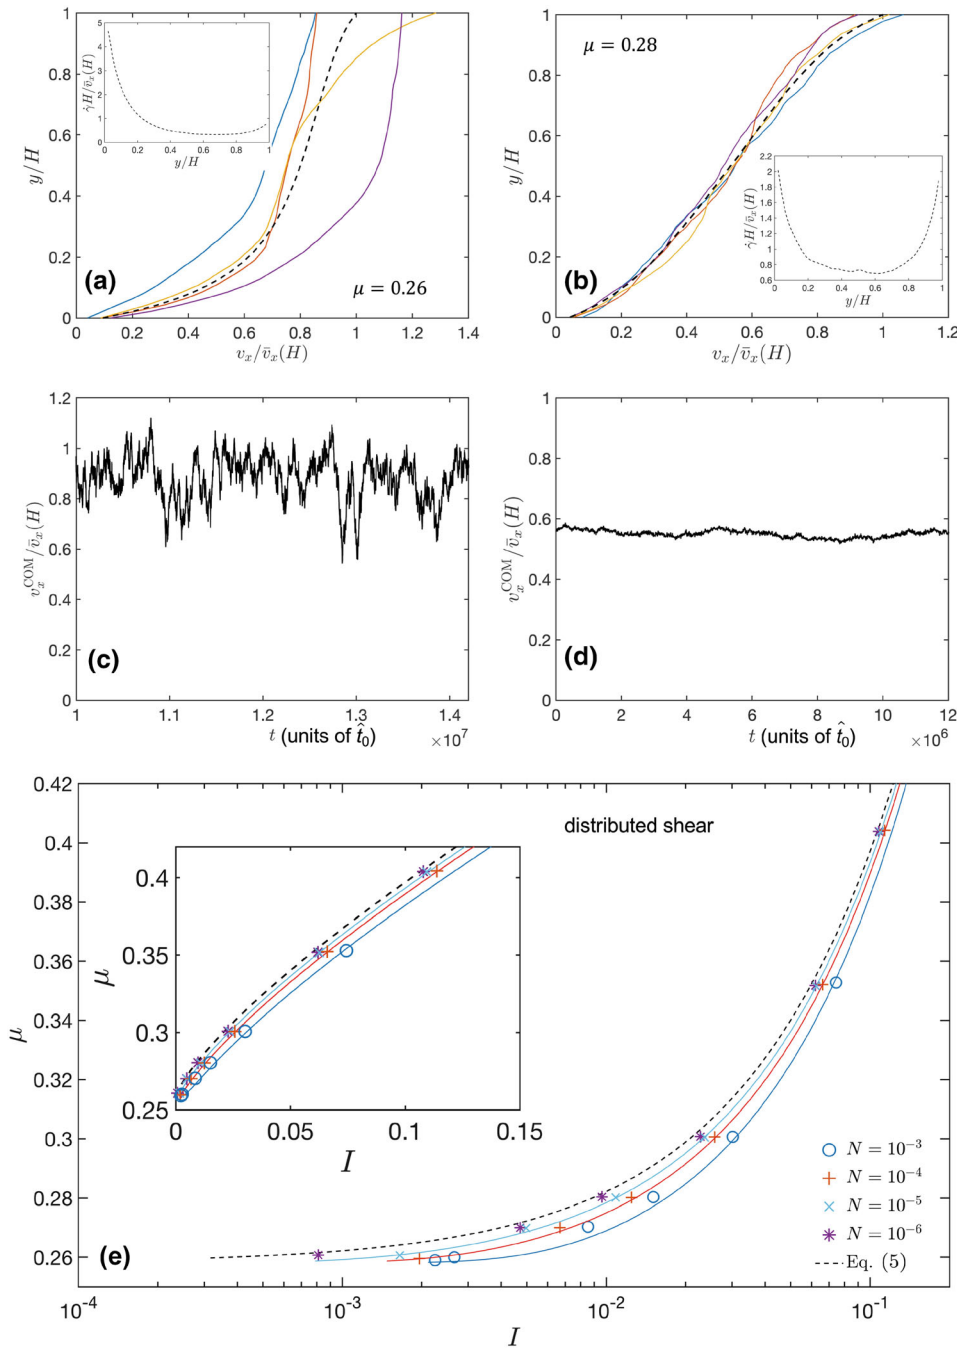 5
4
3
2
1
0
γ̇H/v̄ₓ(H)
0.2 0.4 0.6 0.8 1
y/H
1
0.8
0.6
0.4
0.2
0
y/H
(a)
μ = 0.26
0 0.2 0.4 0.6 0.8 1 1.2 1.4
vₓ/v̄ₓ(H)
μ = 0.28
1
0.8
0.6
0.4
0.2
0
y/H
2.2
2
1.8
1.6
1.4
1.2
1
0.8
0.6
γ̇H/v̄ₓ(H)
0 0.2 0.4 0.6 0.8 1
y/H
(b)
0 0.2 0.4 0.6 0.8 1 1.2
vₓ/v̄ₓ(H)
1.2
1
0.8
0.6
0.4
0.2
0
vₓ^COM/v̄ₓ(H)
(c)
1 1.1 1.2 1.3 1.4
t (units of t̂₀) ×10⁷
1
0.8
0.6
0.4
0.2
0
vₓ^COM/v̄ₓ(H)
(d)
0 2 4 6 8 10 12
t (units of t̂₀) ×10⁶
0.42
0.4
0.38
0.36
0.34
0.32
0.3
0.28
0.26
μ
distributed shear
0.4
0.35
0.3
0.25
μ
0 0.05 0.1 0.15
I
N = 10⁻³
N = 10⁻⁴
N = 10⁻⁵
N = 10⁻⁶
Eq. (5)
(e)
10⁻⁴ 10⁻³ 10⁻² 10⁻¹
I